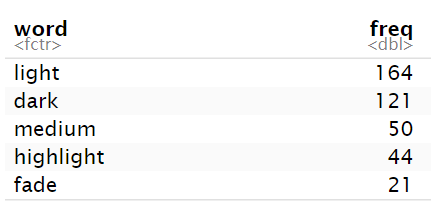 word freq
<fctr> <dbl>
light 164
dark 121
medium 50
highlight 44
fade 21